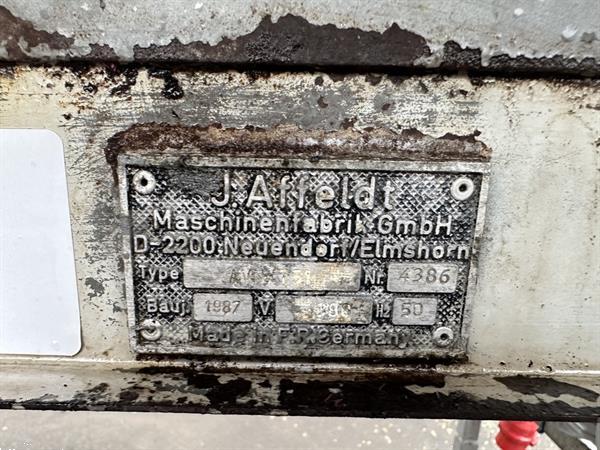 J. Affeldt
Maschinenfabrik GmbH
D-2200 Neuendorf/Elmshorn
Type Nr. 4386
Bauj. 1987 V Hz 50
Made in F.R.Germany